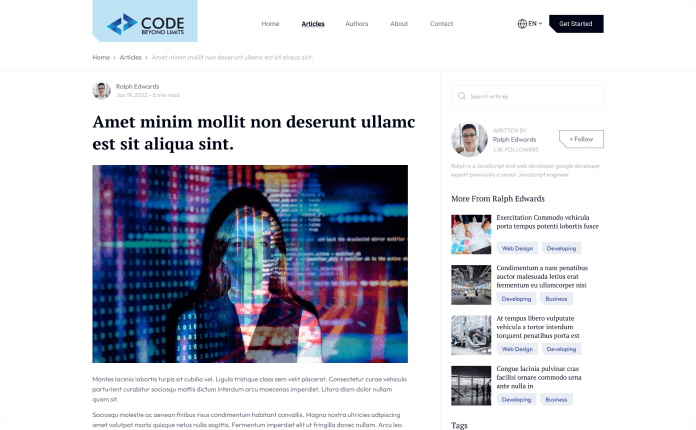 CODE
BEYOND LIMITS
Home
Articles
Authors
About
Contact
EN
Get Started
Home › Articles › Amet minim mollit non deserunt ullamc est sit aliqua sint.
Ralph Edwards
Jan 19, 2022 • 8 min read
Amet minim mollit non deserunt ullamc
est sit aliqua sint.
Montes lacinia lobortis turpis sit cubilia vel. Ligula tristique class sem velit placerat. Consectetur curae vehicula
parturient curabitur sociosqu mattis dictum interdum arcu maecenas imperdiet. Litora diam dolor nullam
quam sit.
Sociosqu molestie ac aenean finibus risus condimentum habitant convallis. Magna nostra ultricies adipiscing
amet volutpat morbi quisque netus nulla sagittis. Fermentum imperdiet elit ut fringilla donec nullam. Arcu leo
Search articles
WRITTEN BY
Ralph Edwards
1.3K FOLLOWERS
+ Follow
Ralph is a JavaScript and web developer google developer
expert previously a senior JavaScript engineer
More From Ralph Edwards
Exercitation Commodo vehicula
porta tempus potenti lobortis fusce
Web Design
Developing
Condimentum a nam penatibus
auctor malesuada letius erat
fermentum eu ullamcorper nisi
Developing
Business
At tempus libero vulputate
vehicula a tortor interdum
torquent penatibus porta est
Web Design
Developing
Congue lacinia pulvinar cras
facilisi ornare commodo urna
ante nulla in
Developing
Business
Tags